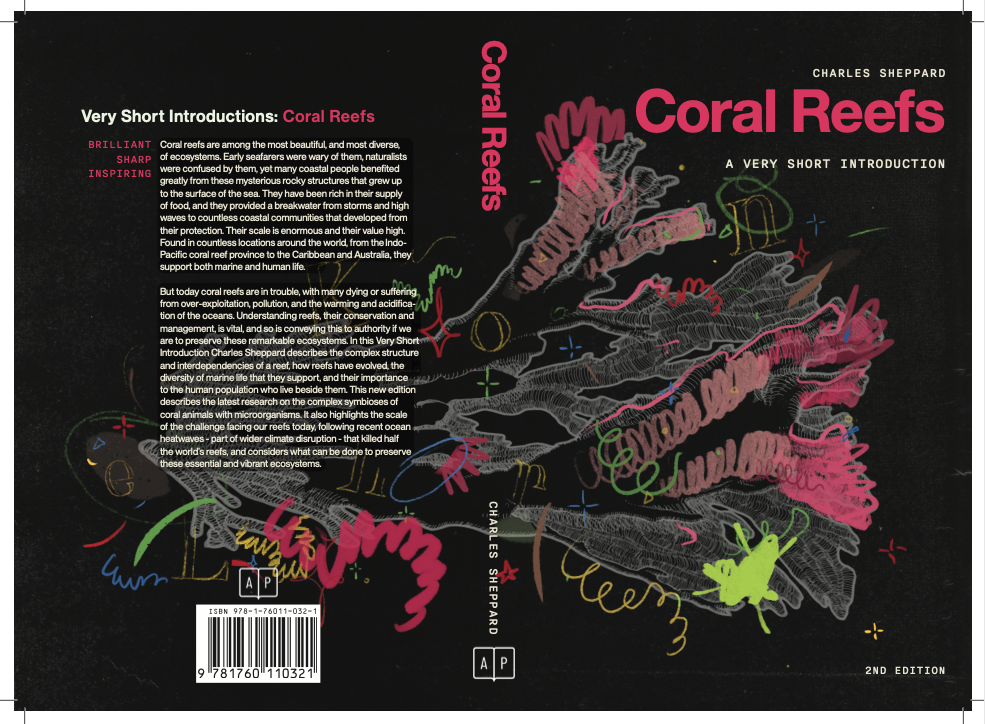 Very Short Introductions: Coral Reefs
BRILLIANT
SHARP
INSPIRING
Coral reefs are among the most beautiful, and most diverse,
of ecosystems. Early seafarers were wary of them, naturalists
were confused by them, yet many coastal people benefited
greatly from these mysterious rocky structures that grew up
to the surface of the sea. They have been rich in their supply
of food, and they provided a breakwater from storms and high
waves to countless coastal communities that developed from
their protection. Their scale is enormous and their value high.
Found in countless locations around the world, from the Indo-
Pacific coral reef province to the Caribbean and Australia, they
support both marine and human life.
But today coral reefs are in trouble, with many dying or suffering
from over-exploitation, pollution, and the warming and acidifica-
tion of the oceans. Understanding reefs, their conservation and
management, is vital, and so is conveying this to authority if we
are to preserve these remarkable ecosystems. In this Very Short
Introduction Charles Sheppard describes the complex structure
and interdependencies of a reef, how reefs have evolved, the
diversity of marine life that they support, and their importance
to the human population who live beside them. This new edition
describes the latest research on the complex symbioses of
coral animals with microorganisms. It also highlights the scale
of the challenge facing our reefs today, following recent ocean
heatwaves - part of wider climate disruption - that killed half
the world's reefs, and considers what can be done to preserve
these essential and vibrant ecosystems.
AP
ISBN 978-1-76011-032-1
9 781760 110321
Coral Reefs
CHARLES SHEPPARD
AP
CHARLES SHEPPARD
Coral Reefs
A VERY SHORT INTRODUCTION
n
o
n
r
e
L
2ND EDITION